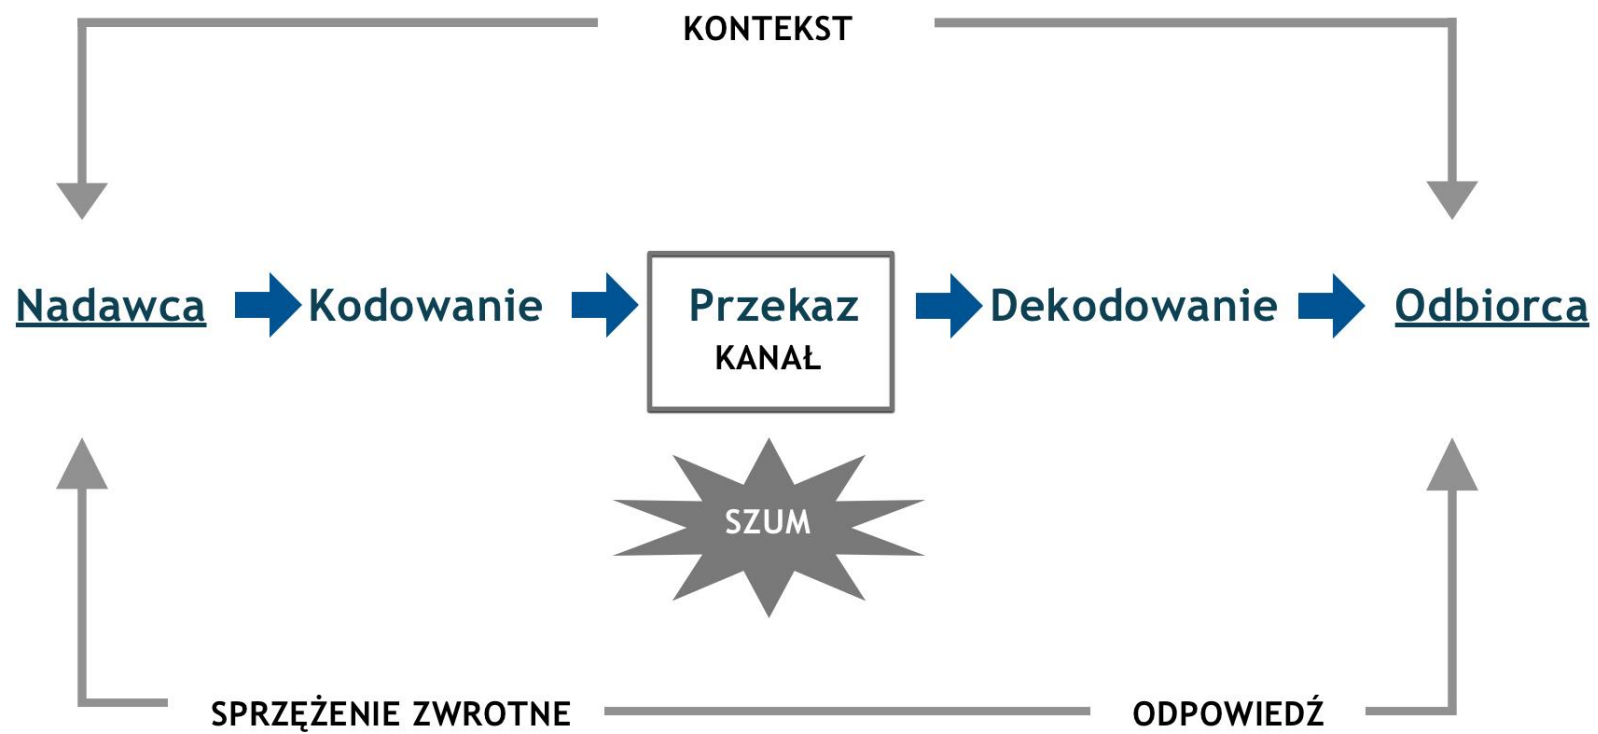 KONTEKST
Nadawca
Kodowanie
Przekaz
KANAŁ
Dekodowanie
Odbiorca
SZUM
SPRZĘŻENIE ZWROTNE
ODPOWIEDŹ